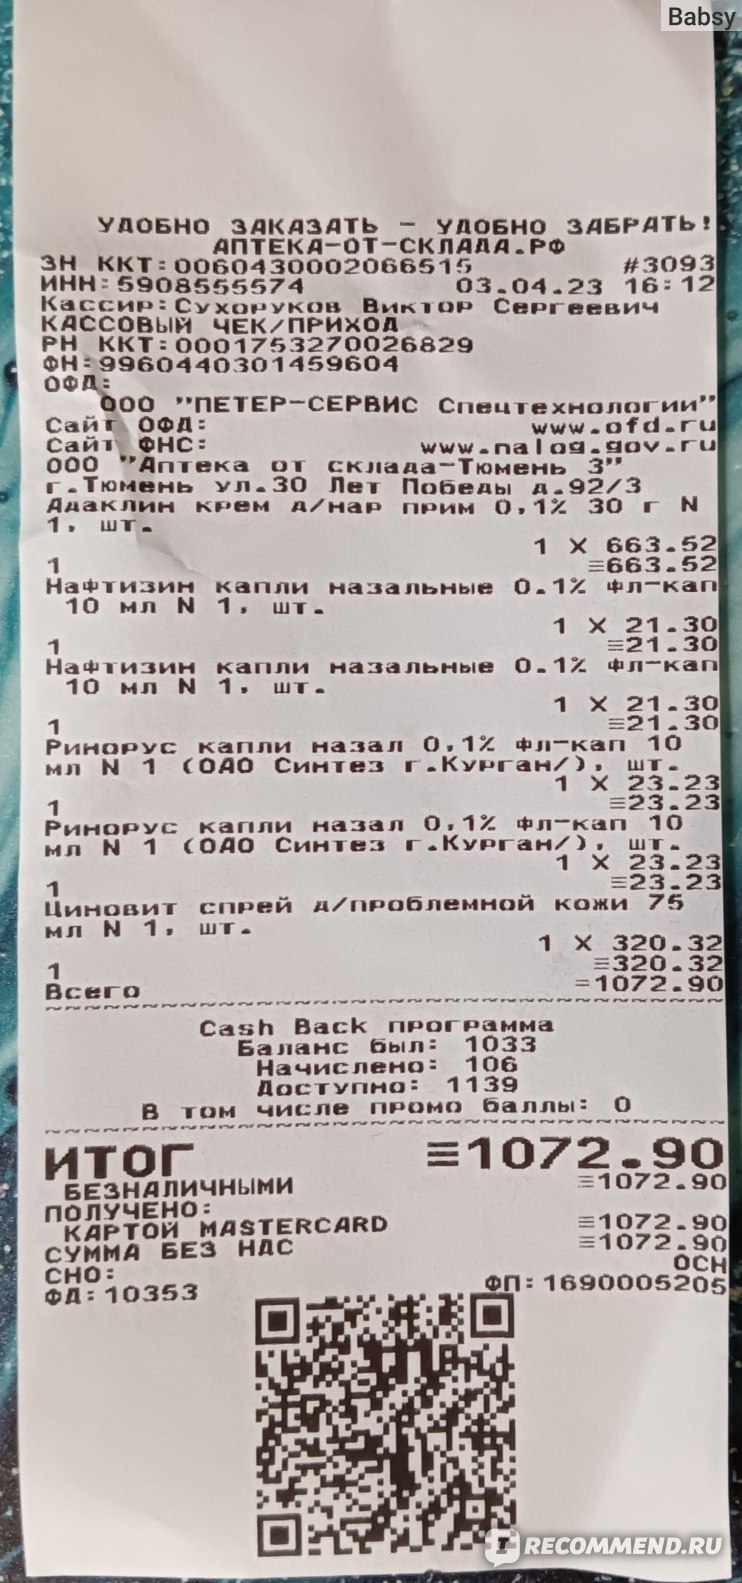 Babsy
УДОБНО ЗАКАЗАТЬ - УДОБНО ЗАБРАТЬ!
АПТЕКА-ОТ-СКЛАДА.РФ
ЗН ККТ:0060430002066515 #3093
ИНН:5908555574 03.04.23 16:12
Кассир:Сухоруков Виктор Сергеевич
КАССОВЫЙ ЧЕК/ПРИХОД
РН ККТ:0001753270026829
ФН:9960440301459604
ОФД:
ООО "ПЕТЕР-СЕРВИС Спецтехнологии"
Сайт ОФД: www.ofd.ru
Сайт ФНС: www.nalog.gov.ru
ООО "Аптека от склада-Тюмень 3"
г.Тюмень ул.30 Лет Победы д.92/3
Адаклин крем д/нар прим 0,1% 30 г N
1, шт.
1 X 663.52
1 ≡663.52
Нафтизин капли назальные 0.1% фл-кап
10 мл N 1, шт.
1 X 21.30
1 ≡21.30
Нафтизин капли назальные 0.1% фл-кап
10 мл N 1, шт.
1 X 21.30
1 ≡21.30
Ринорус капли назал 0,1% фл-кап 10
мл N 1 (ОАО Синтез г.Курган/), шт.
1 X 23.23
1 ≡23.23
Ринорус капли назал 0,1% фл-кап 10
мл N 1 (ОАО Синтез г.Курган/), шт.
1 X 23.23
1 ≡23.23
Циновит спрей д/проблемной кожи 75
мл N 1, шт.
1 X 320.32
1 ≡320.32
Всего =1072.90
Cash Back программа
Баланс был: 1033
Начислено: 106
Доступно: 1139
В том числе промо баллы: 0
ИТОГ ≡1072.90
БЕЗНАЛИЧНЫМИ ≡1072.90
ПОЛУЧЕНО:
КАРТОЙ MASTERCARD ≡1072.90
СУММА БЕЗ НДС ≡1072.90
СНО: ОСН
ФД:10353 ФП:1690005205
RECOMMEND.RU